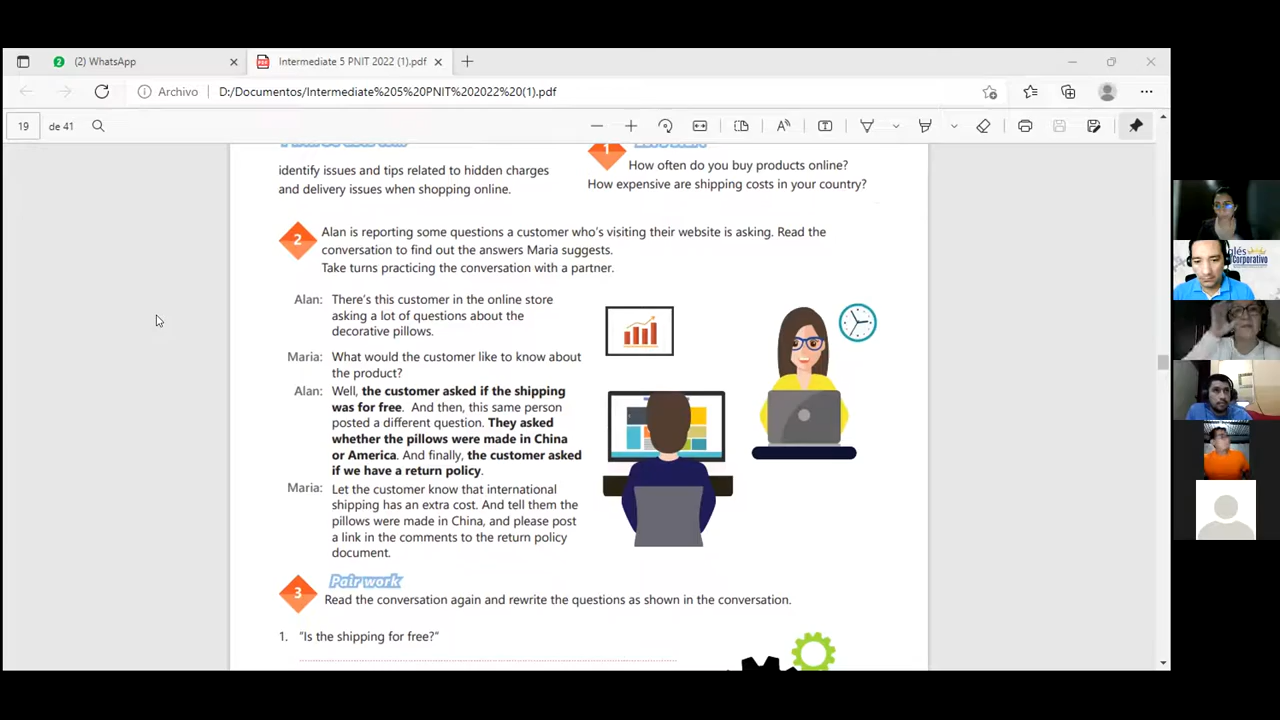 (2) WhatsApp
Intermediate 5 PNIT 2022 (1).pdf
Archivo
D:/Documentos/Intermediate%205%20PNIT%202022%20(1).pdf
19
de 41
identify issues and tips related to hidden charges
and delivery issues when shopping online.
1
How often do you buy products online?
How expensive are shipping costs in your country?
2
Alan is reporting some questions a customer who's visiting their website is asking. Read the
conversation to find out the answers Maria suggests.
Take turns practicing the conversation with a partner.
Alan: There's this customer in the online store
asking a lot of questions about the
decorative pillows.
Maria: What would the customer like to know about
the product?
Alan: Well, the customer asked if the shipping
was for free. And then, this same person
posted a different question. They asked
whether the pillows were made in China
or America. And finally, the customer asked
if we have a return policy.
Maria: Let the customer know that international
shipping has an extra cost. And tell them the
pillows were made in China, and please post
a link in the comments to the return policy
document.
3
Pair work
Read the conversation again and rewrite the questions as shown in the conversation.
1. "Is the shipping for free?"
Corporativo